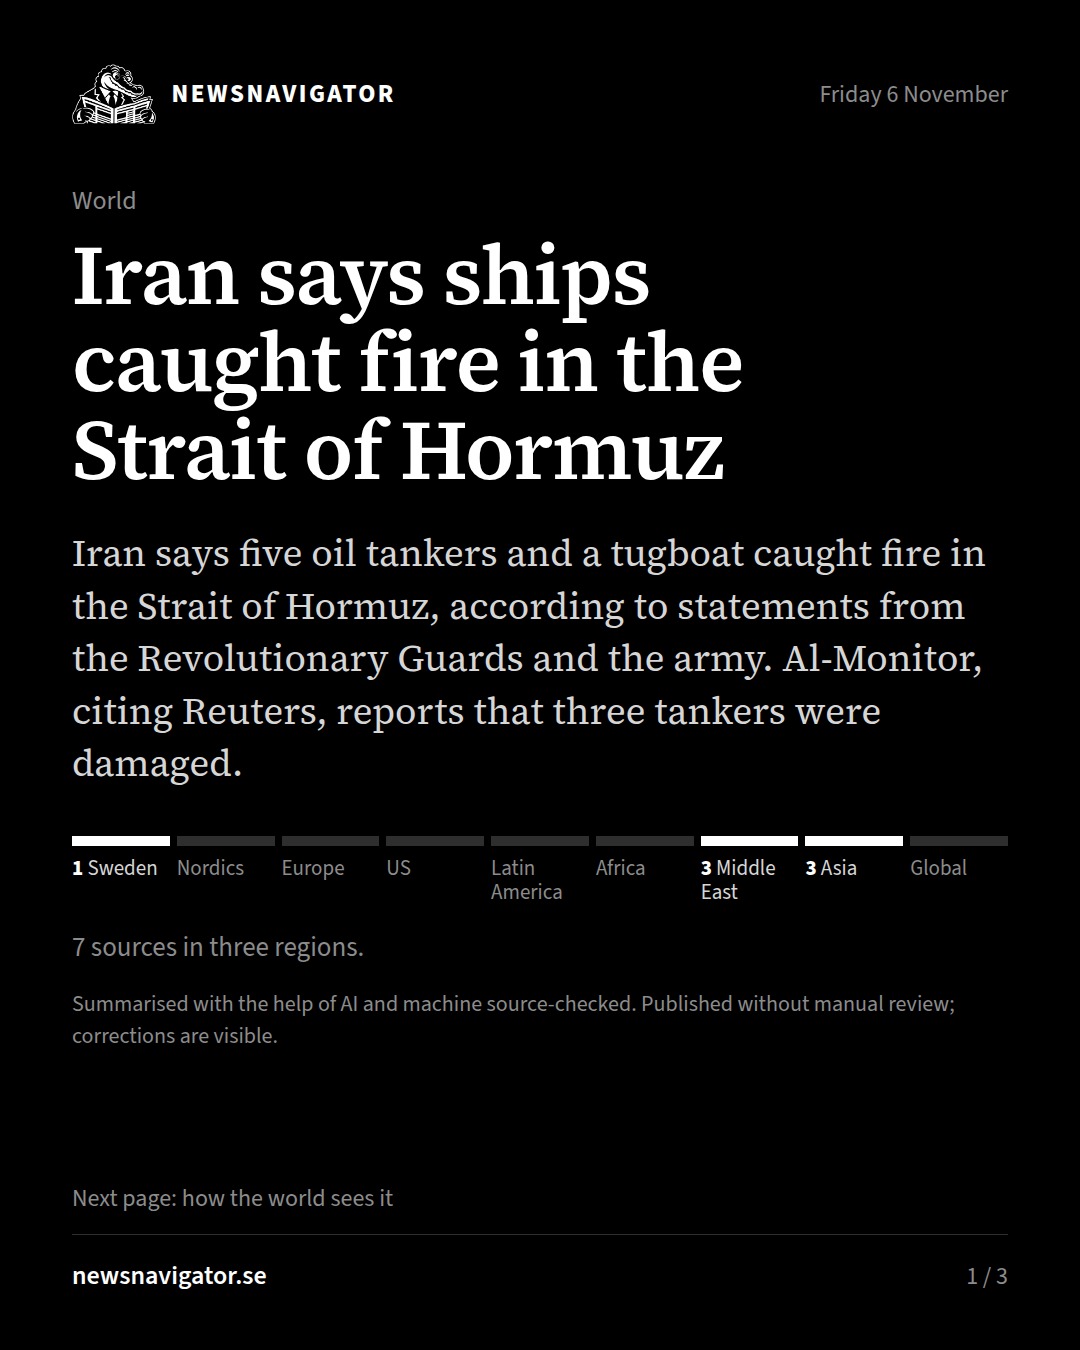 NEWSNAVIGATOR
Friday 6 November
World
Iran says ships
caught fire in the
Strait of Hormuz
Iran says five oil tankers and a tugboat caught fire in
the Strait of Hormuz, according to statements from
the Revolutionary Guards and the army. Al-Monitor,
citing Reuters, reports that three tankers were
damaged.
1 Sweden
Nordics
Europe
US
Latin
America
Africa
3 Middle
East
3 Asia
Global
7 sources in three regions.
Summarised with the help of AI and machine source-checked. Published without manual review;
corrections are visible.
Next page: how the world sees it
newsnavigator.se
1 / 3